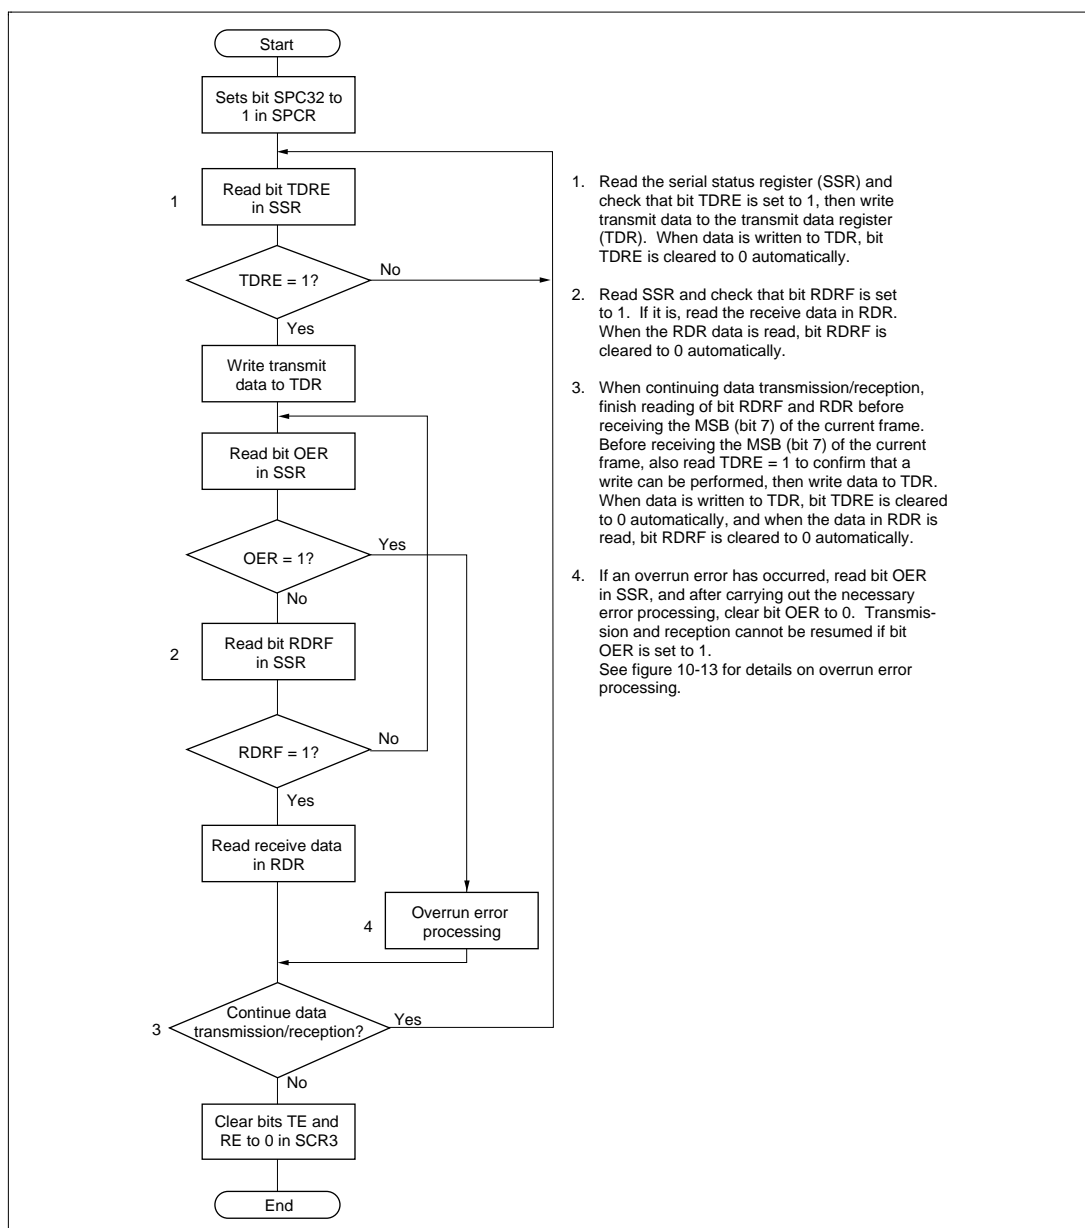 Start
Sets bit SPC32 to
1 in SPCR
1
Read bit TDRE
in SSR
TDRE = 1?
No
Yes
Write transmit
data to TDR
Read bit OER
in SSR
OER = 1?
Yes
No
2
Read bit RDRF
in SSR
RDRF = 1?
No
Yes
Read receive data
in RDR
4
Overrun error
processing
3
Continue data
transmission/reception?
Yes
No
Clear bits TE and
RE to 0 in SCR3
End
1. Read the serial status register (SSR) and
check that bit TDRE is set to 1, then write
transmit data to the transmit data register
(TDR). When data is written to TDR, bit
TDRE is cleared to 0 automatically.
2. Read SSR and check that bit RDRF is set
to 1. If it is, read the receive data in RDR.
When the RDR data is read, bit RDRF is
cleared to 0 automatically.
3. When continuing data transmission/reception,
finish reading of bit RDRF and RDR before
receiving the MSB (bit 7) of the current frame.
Before receiving the MSB (bit 7) of the current
frame, also read TDRE = 1 to confirm that a
write can be performed, then write data to TDR.
When data is written to TDR, bit TDRE is cleared
to 0 automatically, and when the data in RDR is
read, bit RDRF is cleared to 0 automatically.
4. If an overrun error has occurred, read bit OER
in SSR, and after carrying out the necessary
error processing, clear bit OER to 0. Transmis-
sion and reception cannot be resumed if bit
OER is set to 1.
See figure 10-13 for details on overrun error
processing.